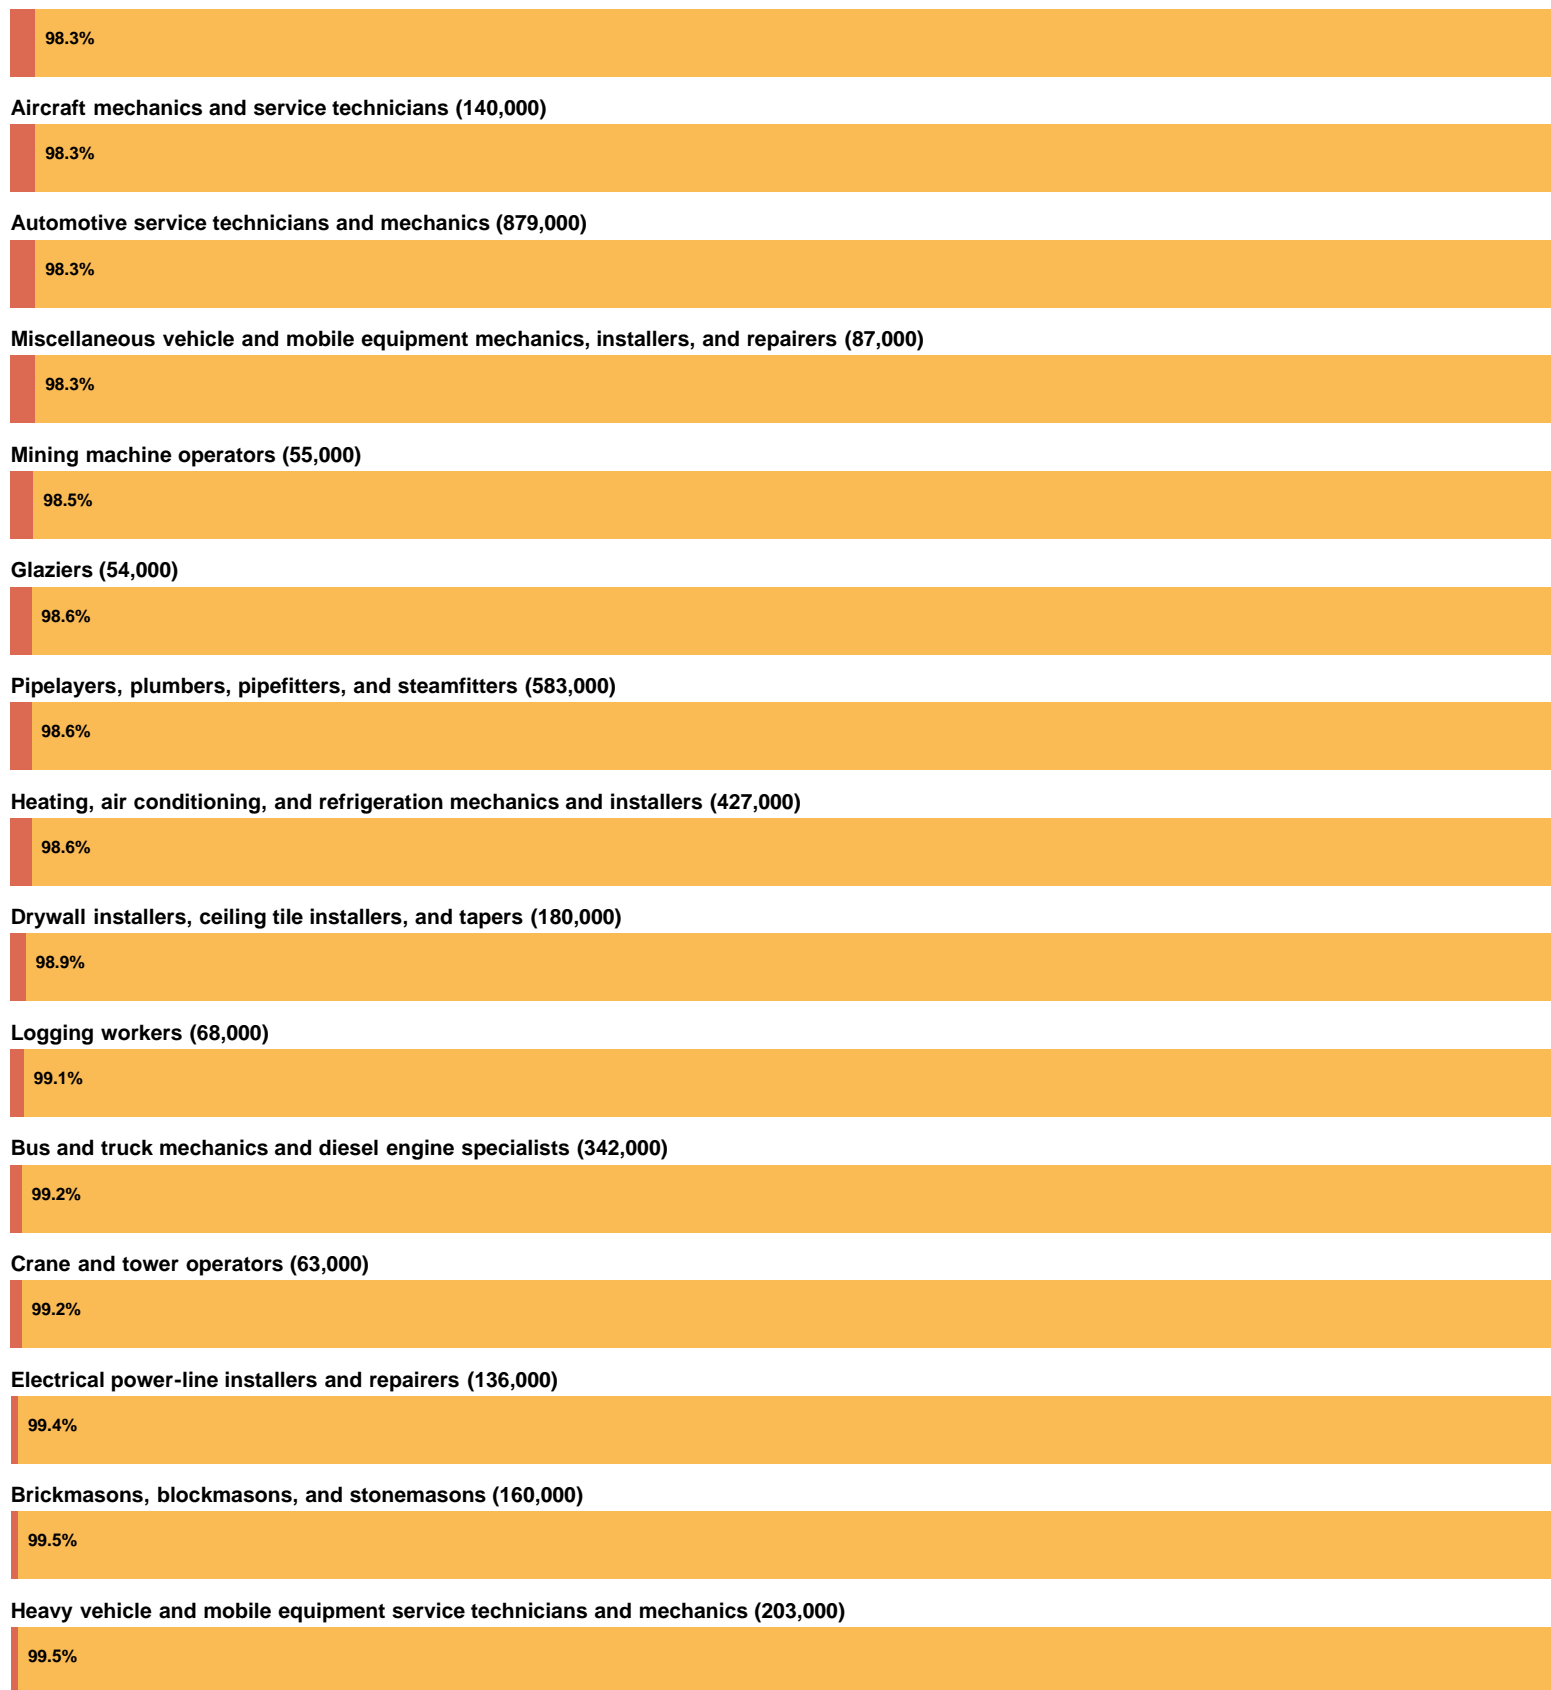 98.3%
Aircraft mechanics and service technicians (140,000)
98.3%
Automotive service technicians and mechanics (879,000)
98.3%
Miscellaneous vehicle and mobile equipment mechanics, installers, and repairers (87,000)
98.3%
Mining machine operators (55,000)
98.5%
Glaziers (54,000)
98.6%
Pipelayers, plumbers, pipefitters, and steamfitters (583,000)
98.6%
Heating, air conditioning, and refrigeration mechanics and installers (427,000)
98.6%
Drywall installers, ceiling tile installers, and tapers (180,000)
98.9%
Logging workers (68,000)
99.1%
Bus and truck mechanics and diesel engine specialists (342,000)
99.2%
Crane and tower operators (63,000)
99.2%
Electrical power-line installers and repairers (136,000)
99.4%
Brickmasons, blockmasons, and stonemasons (160,000)
99.5%
Heavy vehicle and mobile equipment service technicians and mechanics (203,000)
99.5%